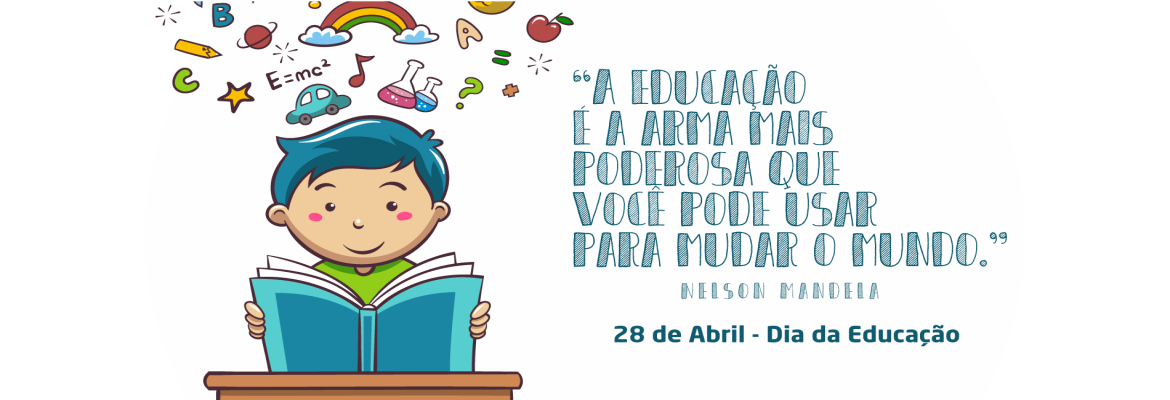 B
A
E=mc²
?
“A EDUCAÇÃO
É A ARMA MAIS
PODEROSA QUE
VOCÊ PODE USAR
PARA MUDAR O MUNDO.”
NELSON MANDELA
28 de Abril - Dia da Educação